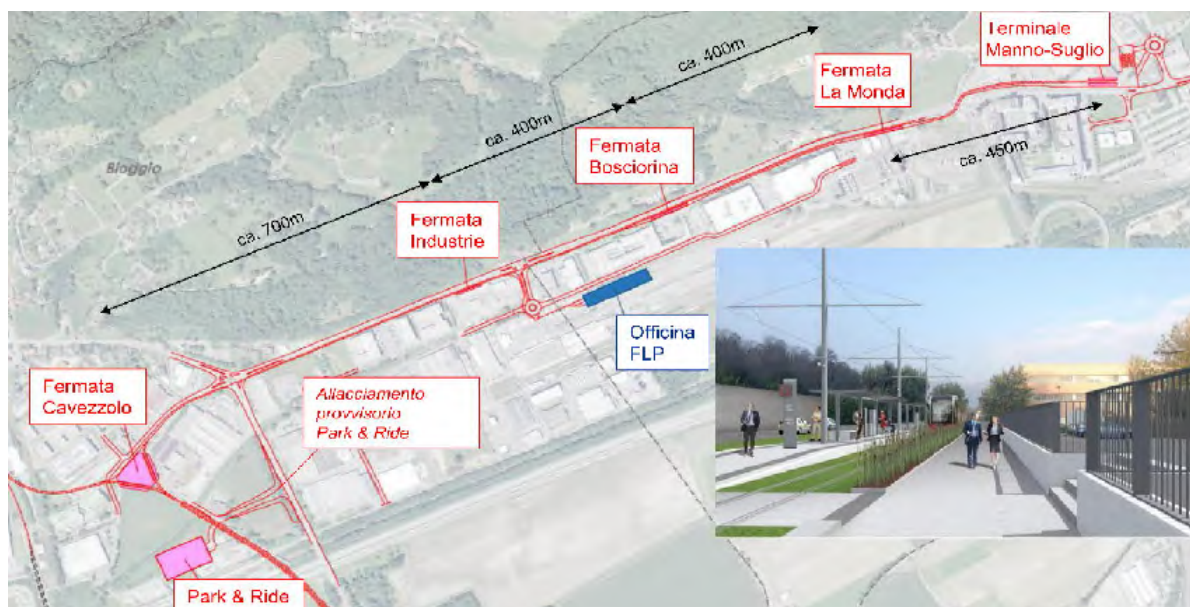 Terminale
Manno-Suglio
ca. 400m
Fermata
La Monda
ca. 400m
ca. 450m
Fermata
Bosciorina
Bioggio
ca. 700m
Fermata
Industrie
Officina
FLP
Fermata
Cavezzolo
Allacciamento
provvisorio
Park & Ride
Park & Ride